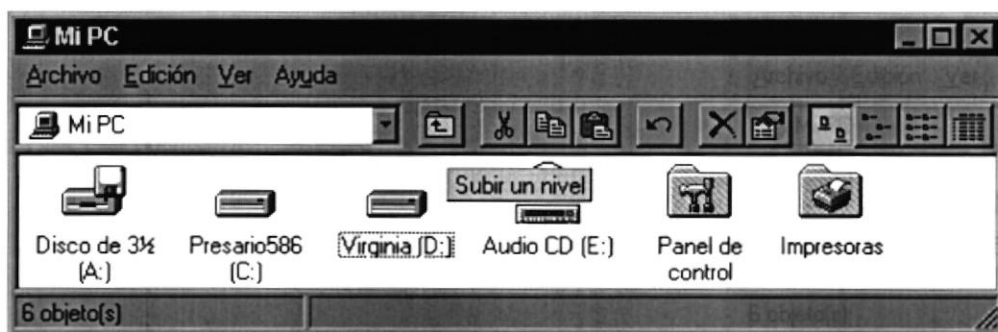 Mi PC
Archivo Edición Ver Ayuda
Mi PC
Subir un nivel
Disco de 3½ (A:)
Presario586 (C:)
Virginia (D:)
Audio CD (E:)
Panel de control
Impresoras
6 objeto(s)